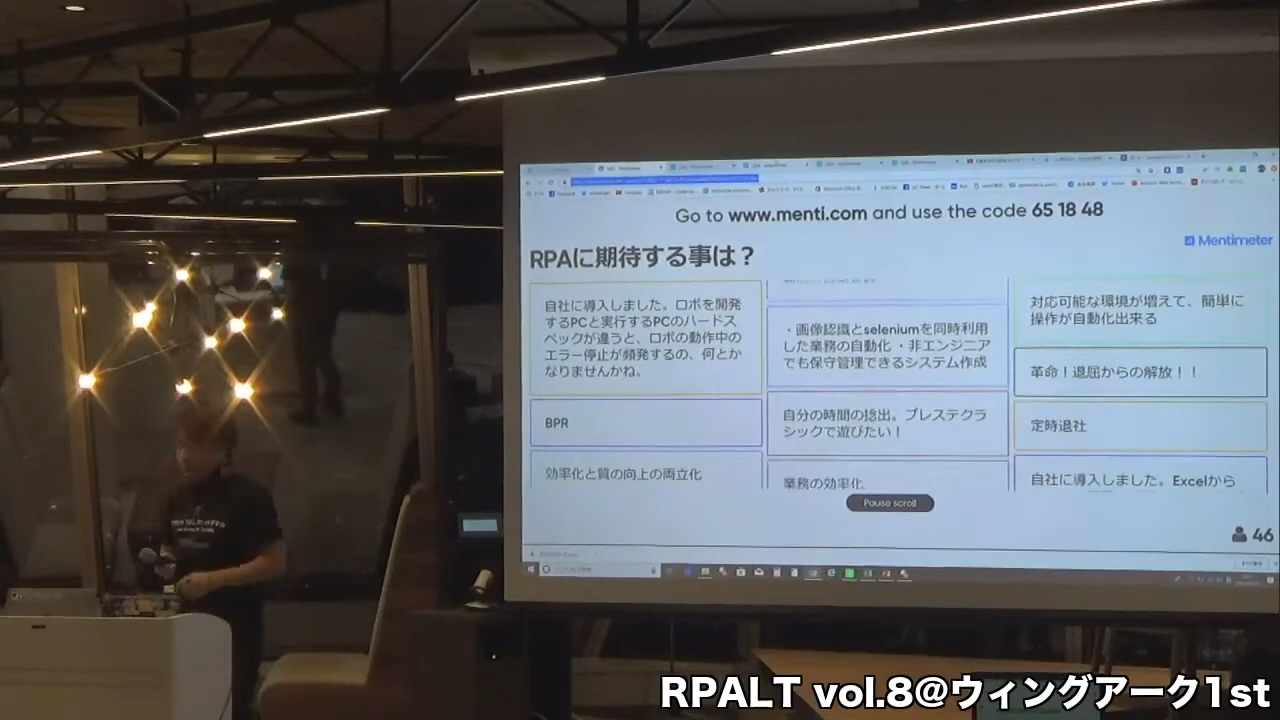 Go to www.menti.com and use the code 65 18 48
Mentimeter
RPAに期待する事は？
自社に導入しました。ロボを開発
するPCと実行するPCのハードス
ペックが違うと、ロボの動作中の
エラー停止が頻発するの、何とか
なりませんかね。
BPR
効率化と質の向上の両立化
・画像認識とseleniumを同時利用
した業務の自動化 ・非エンジニア
でも保守管理できるシステム作成
自分の時間の捻出。プレステクラ
シックで遊びたい！
業務の効率化
対応可能な環境が増えて、簡単に
操作が自動化出来る
革命！退屈からの解放！！
定時退社
自社に導入しました。Excelから
Pause scroll
46
RPALT vol.8@ウィングアーク1st